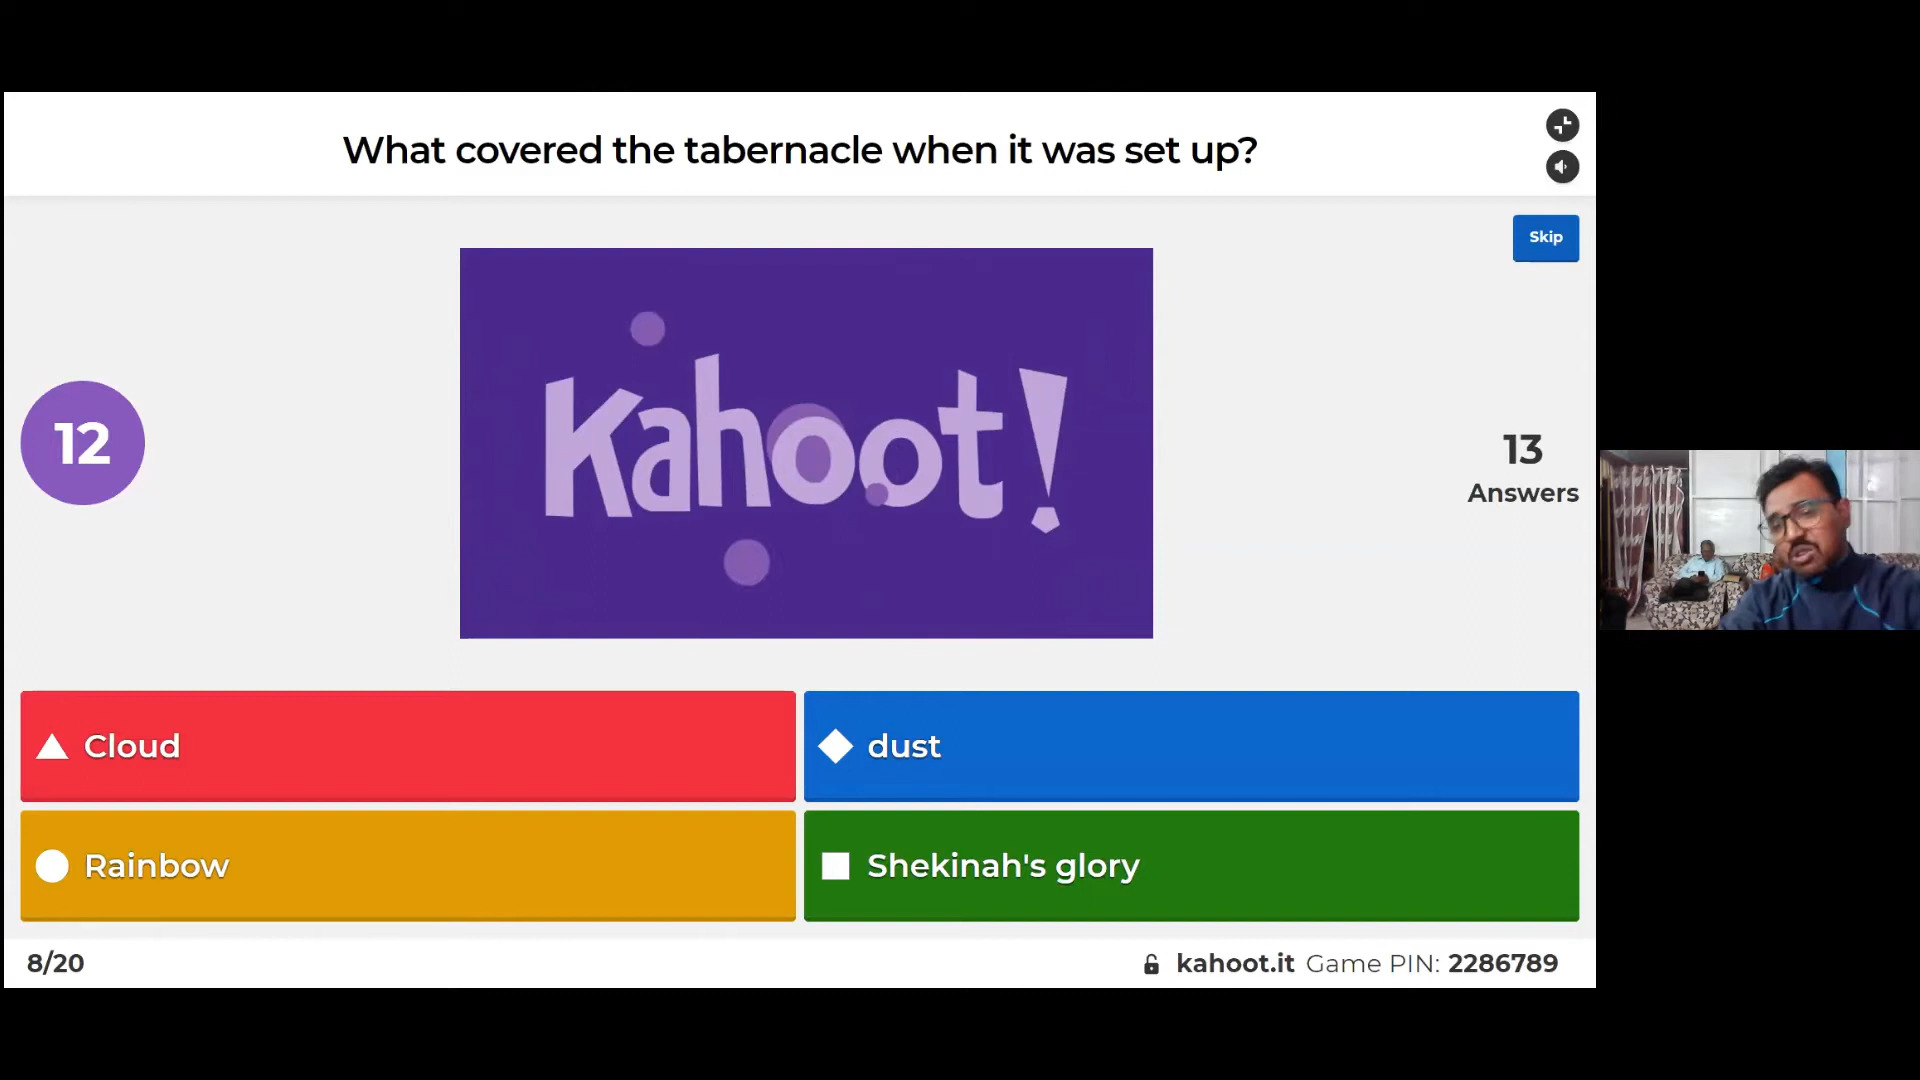 What covered the tabernacle when it was set up?
Skip
12
Kahoot!
13
Answers
Cloud
dust
Rainbow
Shekinah's glory
8/20
kahoot.it Game PIN: 2286789